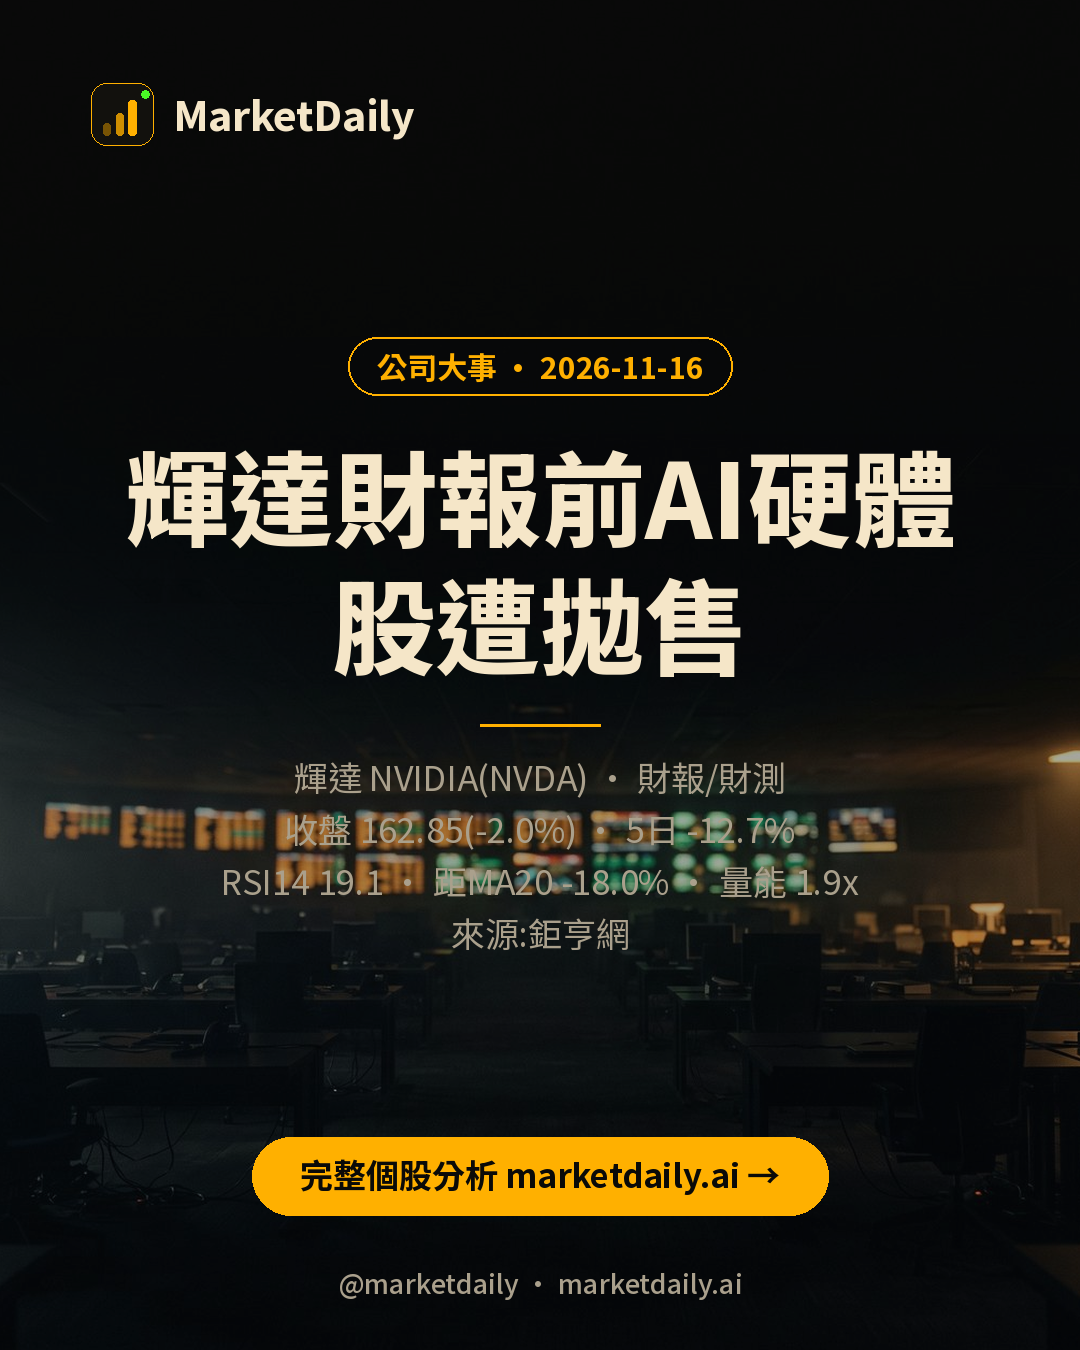 MarketDaily
公司大事 • 2026-11-16
輝達財報前AI硬體
股遭拋售
輝達 NVIDIA(NVDA) • 財報/財測
收盤 162.85(-2.0%) • 5日 -12.7%
RSI14 19.1 • 距MA20 -18.0% • 量能 1.9x
來源:鉅亨網
完整個股分析 marketdaily.ai →
@marketdaily • marketdaily.ai